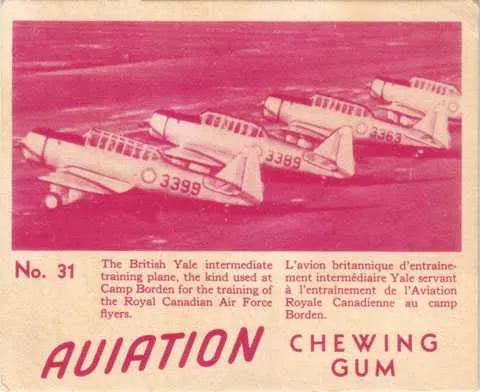 3399
3389
3363
No. 31
The British Yale intermediate
training plane, the kind used at
Camp Borden for the training of
the Royal Canadian Air Force
flyers.
L'avion britannique d'entraîne-
ment intermédiaire Yale servant
à l'entraînement de l'Aviation
Royale Canadienne au camp
Borden.
AVIATION CHEWING
GUM